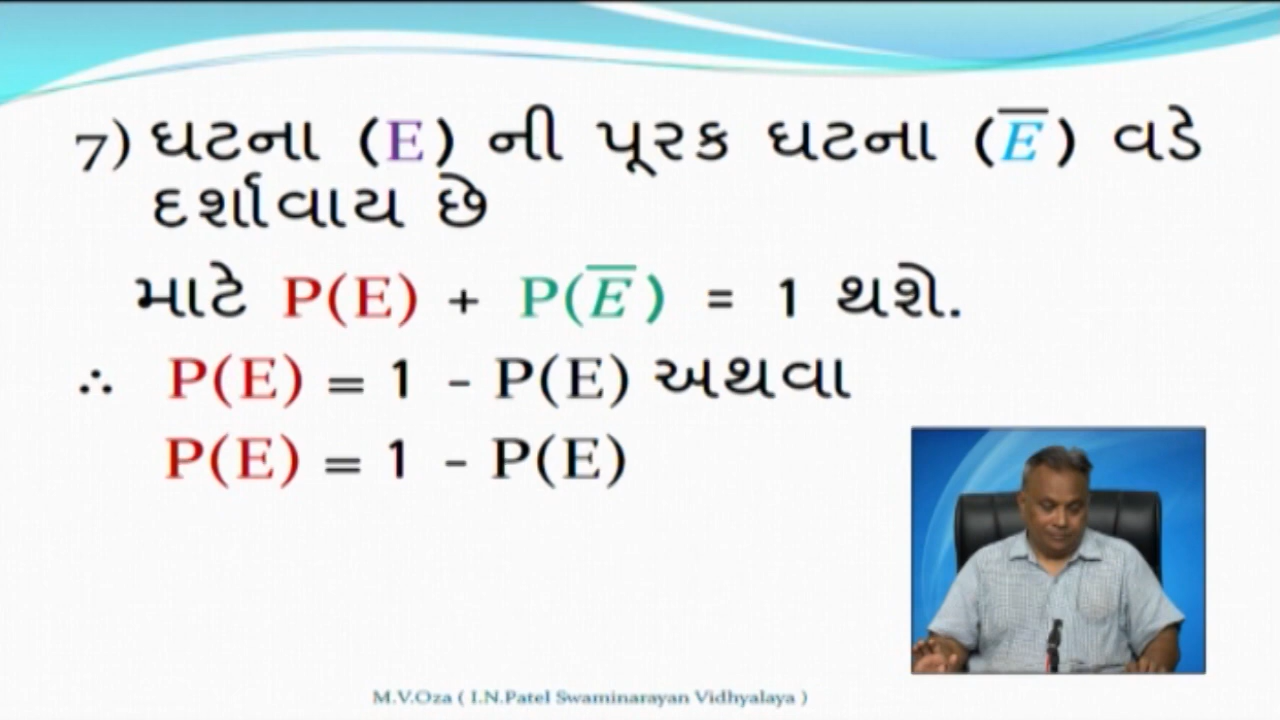 7) ઘટના (E) ની પૂરક ઘટના (E̅) વડે
દર્શાવાય છે
માટે P(E) + P(E̅) = 1 થશે.
∴ P(E) = 1 - P(E) અથવા
P(E) = 1 - P(E)
M.V.Oza ( I.N.Patel Swaminarayan Vidhyalaya )